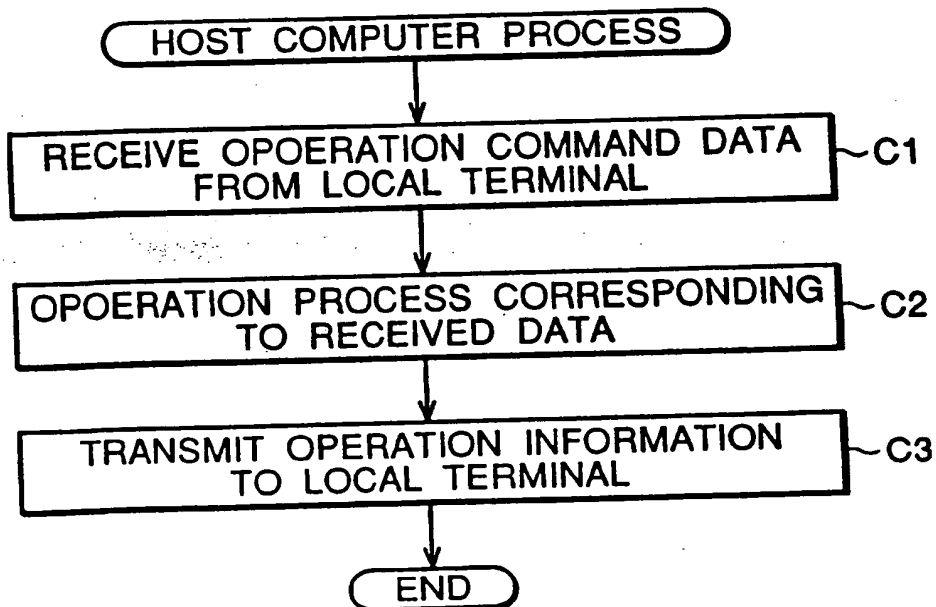 HOST COMPUTER PROCESS
RECEIVE OPOERATION COMMAND DATA
FROM LOCAL TERMINAL
C1
OPOERATION PROCESS CORRESPONDING
TO RECEIVED DATA
C2
TRANSMIT OPERATION INFORMATION
TO LOCAL TERMINAL
C3
END